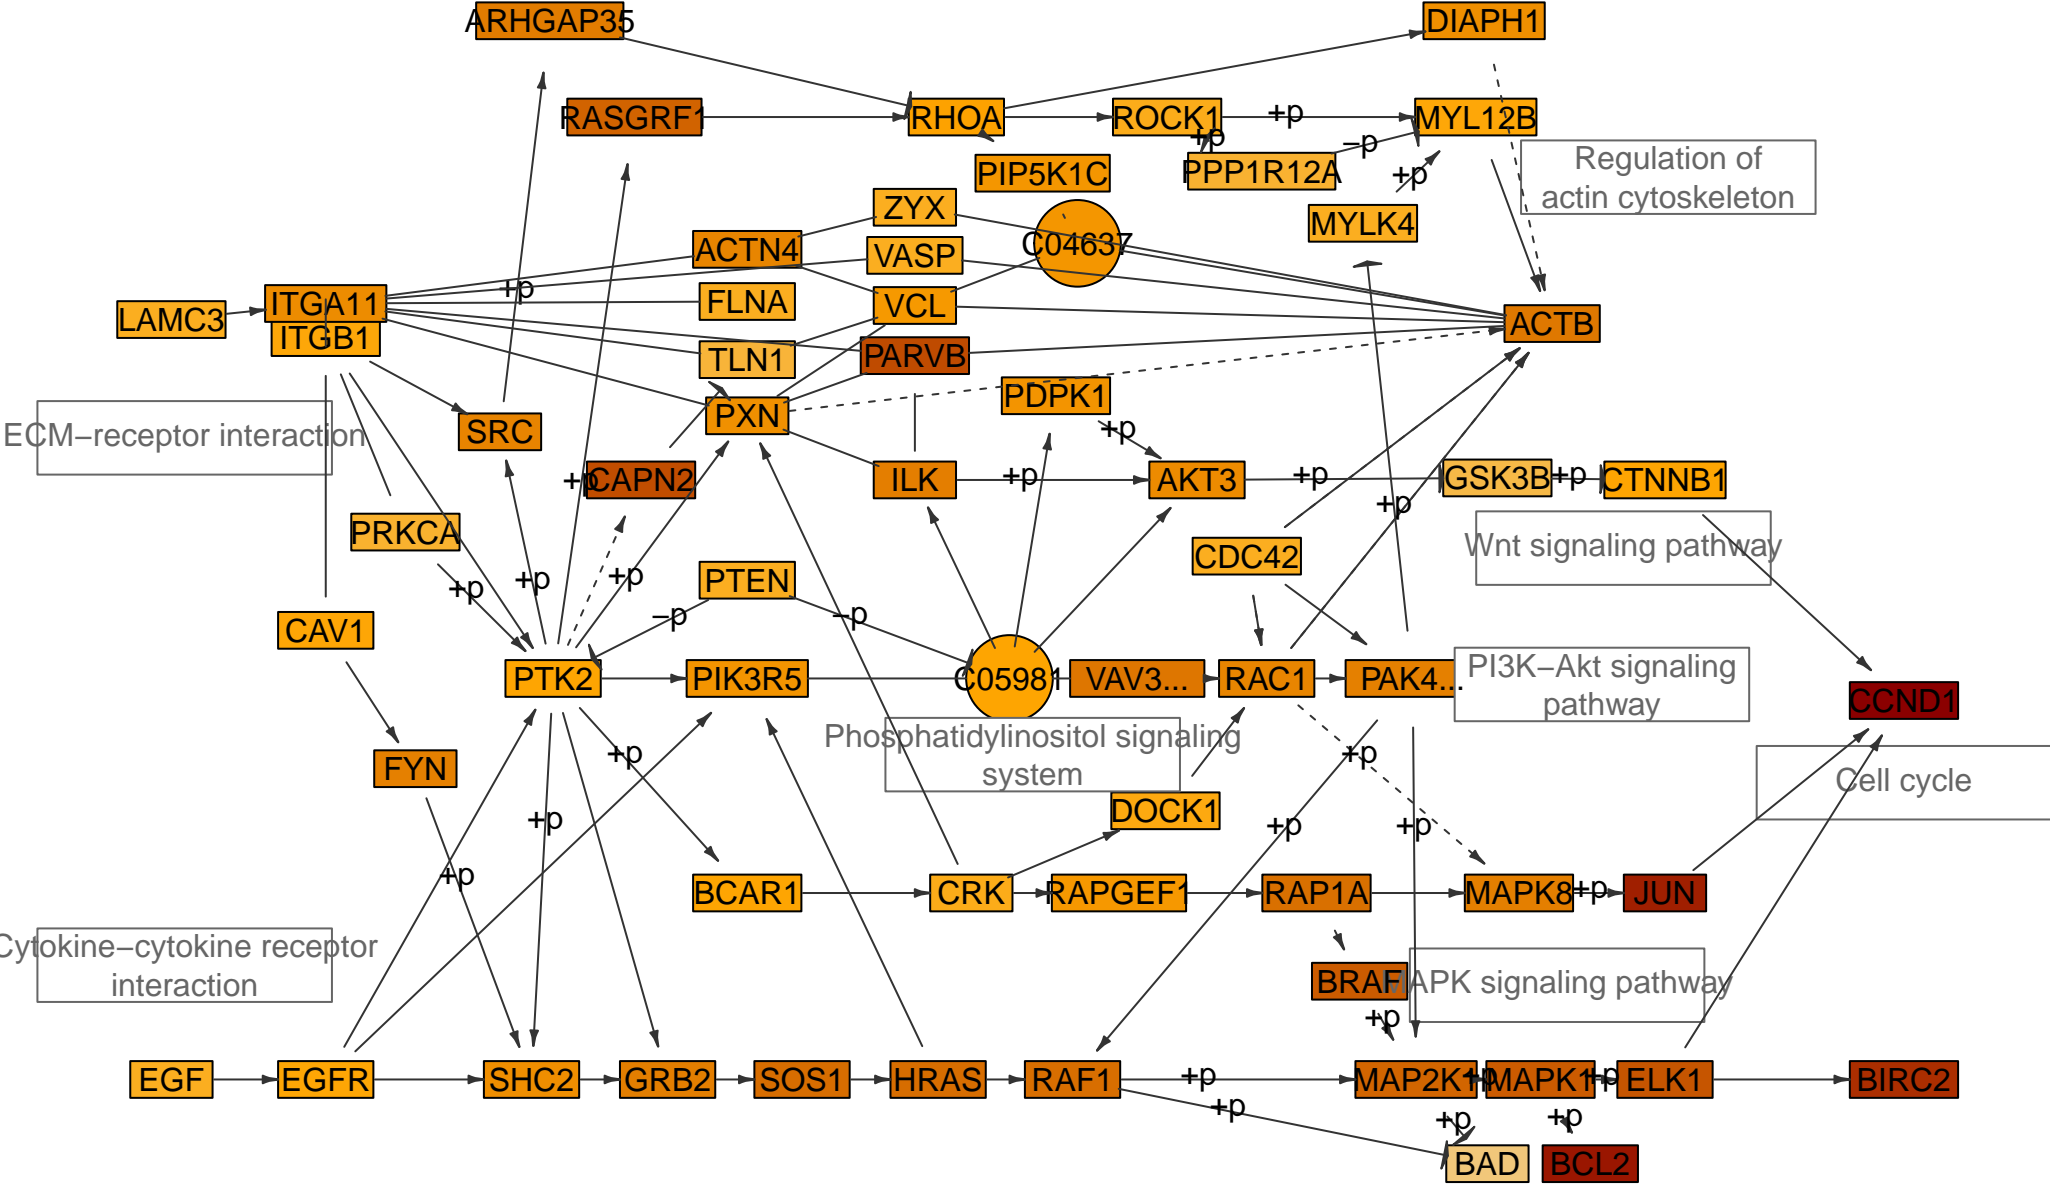 ARHGAP35
DIAPH1
RASGRF1
RHOA
ROCK1
+p
MYL12B
+p
−p
PIP5K1C
PPP1R12A
+p
Regulation of
actin cytoskeleton
ZYX
MYLK4
ACTN4
VASP
C04637
+p
LAMC3
ITGA11
ITGB1
FLNA
VCL
ACTB
TLN1
PARVB
PXN
PDPK1
+p
ECM−receptor interaction
SRC
+p
CAPN2
ILK
+p
AKT3
+p
GSK3B
+p
CTNNB1
+p
PRKCA
CDC42
Wnt signaling pathway
+p
+p
+p
PTEN
−p
−p
CAV1
PTK2
PIK3R5
C05981
VAV3...
RAC1
PAK4...
PI3K−Akt signaling
pathway
CCND1
Phosphatidylinositol signaling
system
+p
+p
FYN
Cell cycle
+p
DOCK1
+p
+p
+p
BCAR1
CRK
RAPGEF1
RAP1A
MAPK8
+p
JUN
Cytokine−cytokine receptor
interaction
BRAF
MAPK signaling pathway
+p
EGF
EGFR
SHC2
GRB2
SOS1
HRAS
RAF1
+p
MAP2K1
+p
MAPK1
+p
ELK1
BIRC2
+p
+p
+p
BAD
BCL2